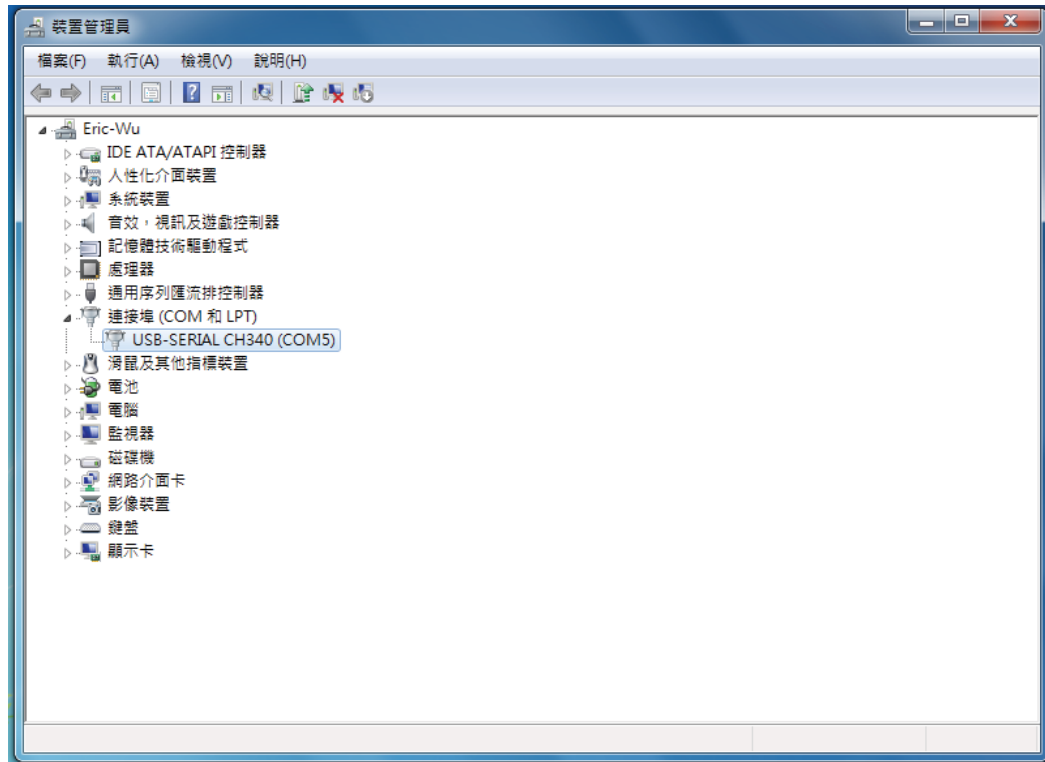 裝置管理員
檔案(F) 執行(A) 檢視(V) 說明(H)
Eric-Wu
IDE ATA/ATAPI 控制器
人性化介面裝置
系統裝置
音效，視訊及遊戲控制器
記憶體技術驅動程式
處理器
通用序列匯流排控制器
連接埠 (COM 和 LPT)
USB-SERIAL CH340 (COM5)
滑鼠及其他指標裝置
電池
電腦
監視器
磁碟機
網路介面卡
影像裝置
鍵盤
顯示卡